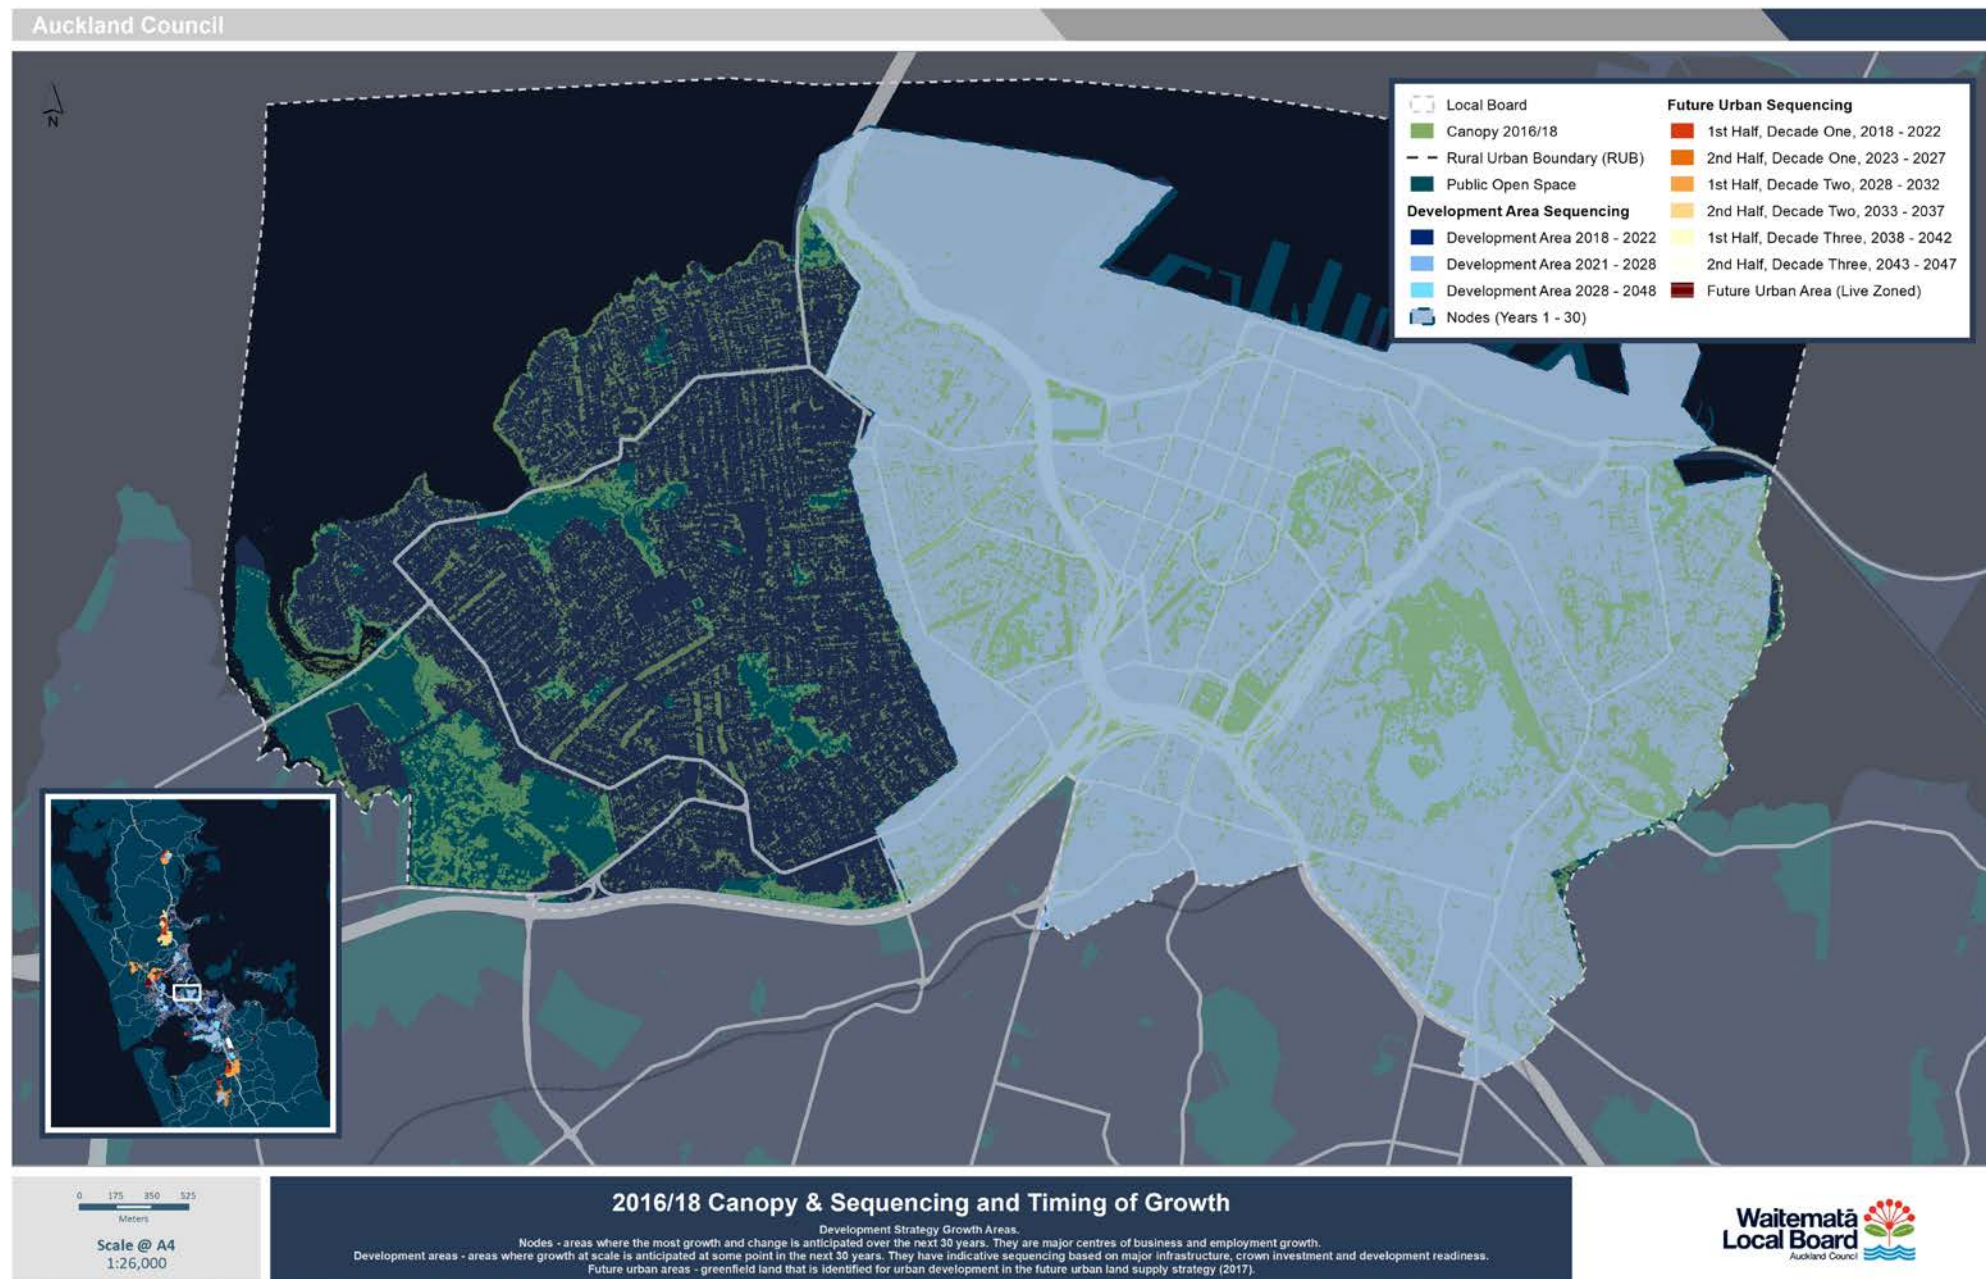 Auckland Council
N
Local Board
Canopy 2016/18
Rural Urban Boundary (RUB)
Public Open Space
Development Area Sequencing
Development Area 2018 - 2022
Development Area 2021 - 2028
Development Area 2028 - 2048
Nodes (Years 1 - 30)
Future Urban Sequencing
1st Half, Decade One, 2018 - 2022
2nd Half, Decade One, 2023 - 2027
1st Half, Decade Two, 2028 - 2032
2nd Half, Decade Two, 2033 - 2037
1st Half, Decade Three, 2038 - 2042
2nd Half, Decade Three, 2043 - 2047
Future Urban Area (Live Zoned)
0 175 350 525
Meters
Scale @ A4
1:26,000
2016/18 Canopy & Sequencing and Timing of Growth
Development Strategy Growth Areas.
Nodes - areas where the most growth and change is anticipated over the next 30 years. They are major centres of business and employment growth.
Development areas - areas where growth at scale is anticipated at some point in the next 30 years. They have indicative sequencing based on major infrastructure, crown investment and development readiness.
Future urban areas - greenfield land that is identified for urban development in the future urban land supply strategy (2017).
Waitematā
Local Board
Auckland Council